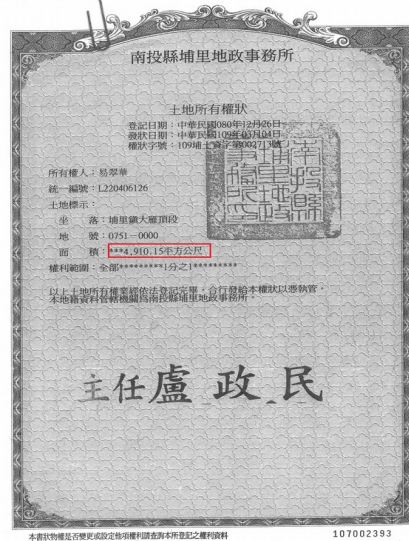 南投縣埔里地政事務所
土地所有權狀
登記日期：中華民國080年12月26日
發狀日期：中華民國109年03月04日
權狀字號：109埔土資字第002713號
所有權人：易翠華
統一編號：L220406126
土地標示：
坐　　落：埔里鎮大雁頂段
地　　號：0751－0000
面　　積：***4,910.15平方公尺
權利範圍：全部*********1分之1*********
以上土地所有權業經依法登記完畢，合行發給本權狀以憑執管。
本地籍資料管轄機關為南投縣埔里地政事務所。
主任盧政民
本書狀物權是否變更或設定他項權利請查詢本所登記之權利資料
107002393